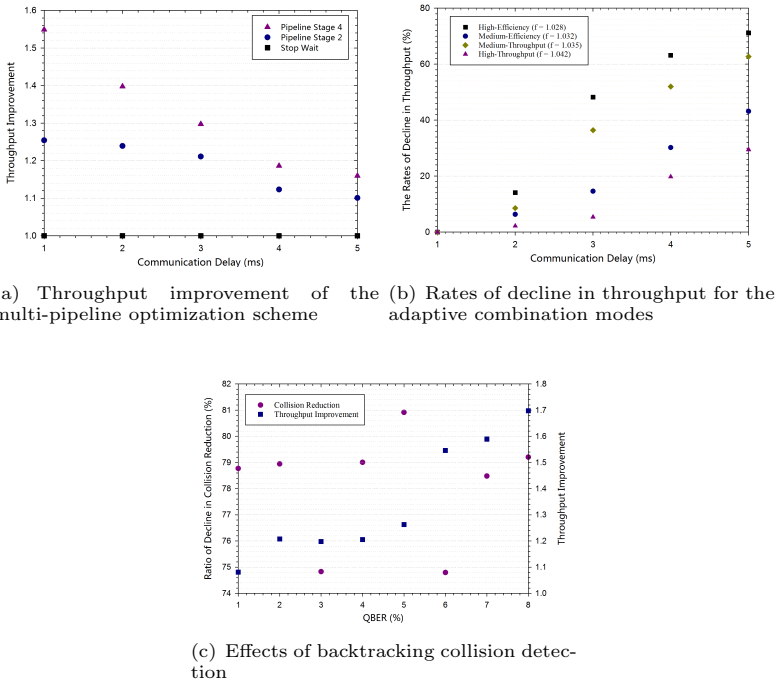 1.6
1.5
1.4
1.3
1.2
1.1
1.0
Throughput Improvement
Pipeline Stage 4
Pipeline Stage 2
Stop Wait
1 2 3 4 5
Communication Delay (ms)
80
60
40
20
0
The Rates of Decline in Throughput (%)
High-Efficiency (f = 1.028)
Medium-Efficiency (f = 1.032)
Medium-Throughput (f = 1.035)
High-Throughput (f = 1.042)
1 2 3 4 5
Communication Delay (ms)
a) Throughput improvement of the
multi-pipeline optimization scheme
(b) Rates of decline in throughput for the
adaptive combination modes
82
81
80
79
78
77
76
75
74
Ratio of Decline in Collision Reduction (%)
Collision Reduction
Throughput Improvement
1.8
1.7
1.6
1.5
1.4
1.3
1.2
1.1
1.0
Throughput Improvement
1 2 3 4 5 6 7 8
QBER (%)
(c) Effects of backtracking collision detec-
tion